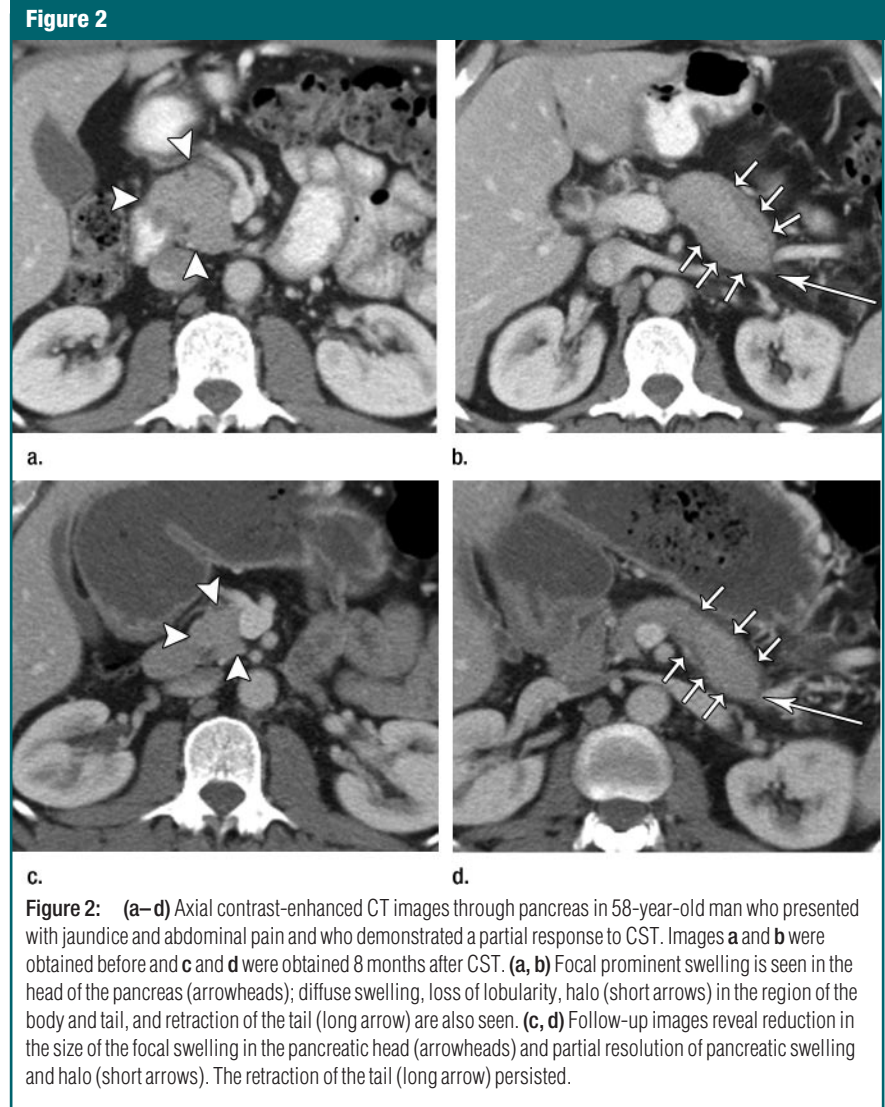 Figure 2
a.
b.
c.
d.
Figure 2: (a–d) Axial contrast-enhanced CT images through pancreas in 58-year-old man who presented
with jaundice and abdominal pain and who demonstrated a partial response to CST. Images a and b were
obtained before and c and d were obtained 8 months after CST. (a, b) Focal prominent swelling is seen in the
head of the pancreas (arrowheads); diffuse swelling, loss of lobularity, halo (short arrows) in the region of the
body and tail, and retraction of the tail (long arrow) are also seen. (c, d) Follow-up images reveal reduction in
the size of the focal swelling in the pancreatic head (arrowheads) and partial resolution of pancreatic swelling
and halo (short arrows). The retraction of the tail (long arrow) persisted.